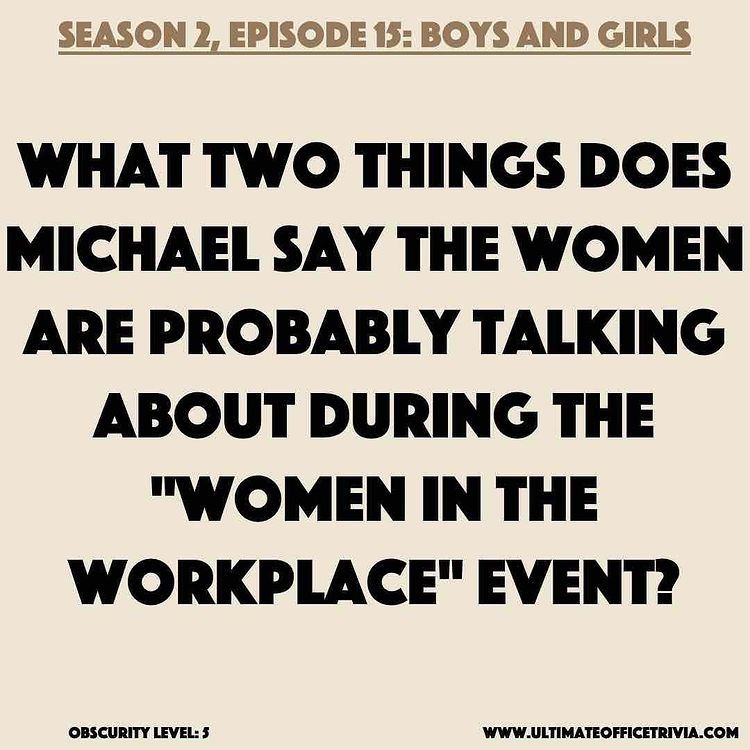 SEASON 2, EPISODE 15: BOYS AND GIRLS
WHAT TWO THINGS DOES
MICHAEL SAY THE WOMEN
ARE PROBABLY TALKING
ABOUT DURING THE
"WOMEN IN THE
WORKPLACE" EVENT?
OBSCURITY LEVEL: 5
WWW.ULTIMATEOFFICETRIVIA.COM